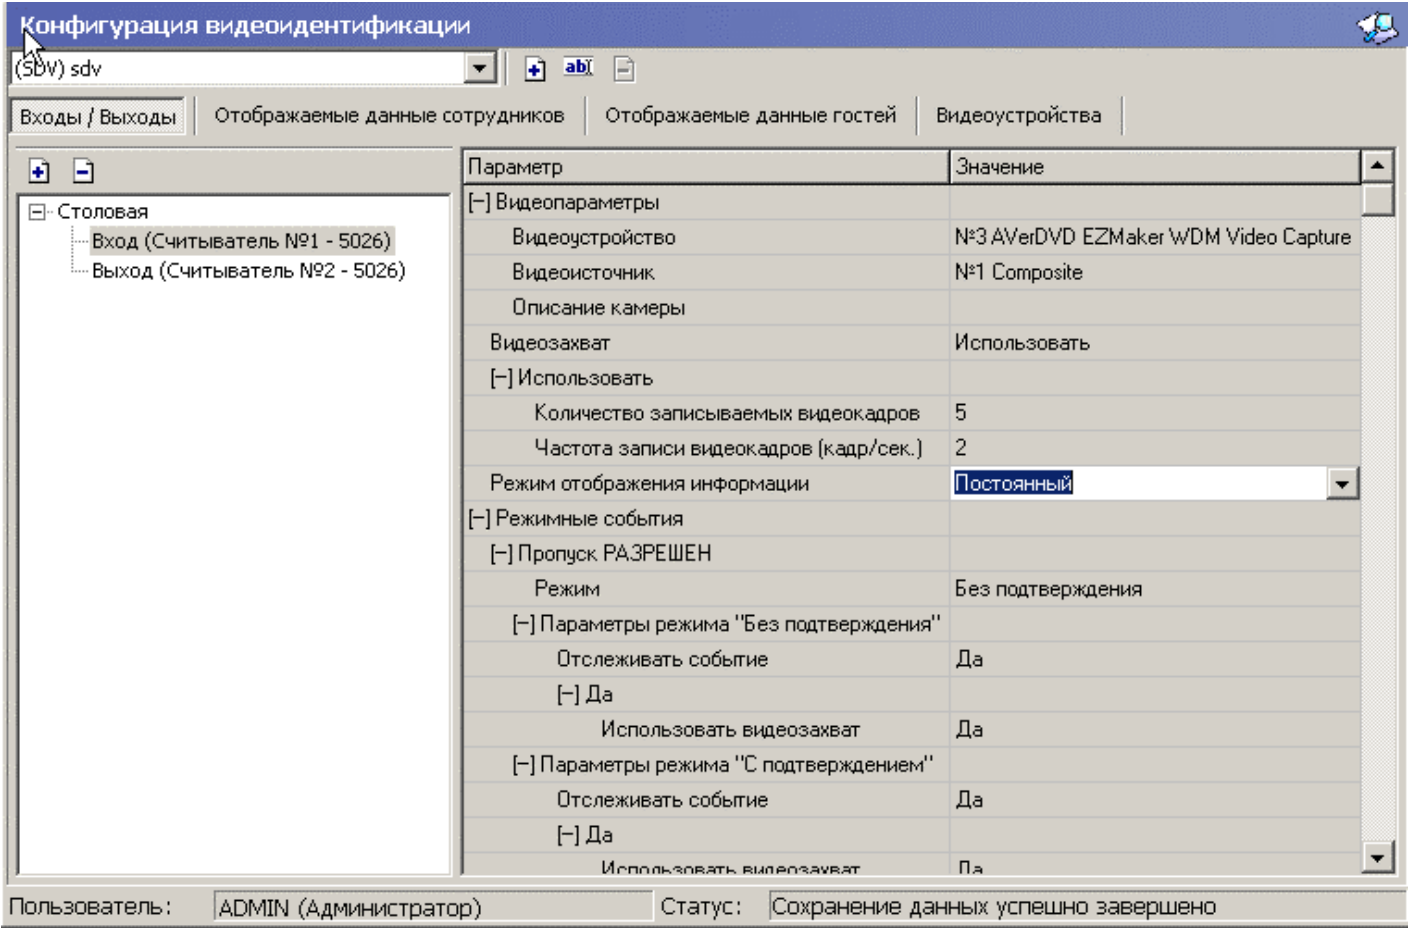 Конфигурация видеоидентификации
(SDV) sdv
Входы / Выходы Отображаемые данные сотрудников Отображаемые данные гостей Видеоустройства
Параметр Значение
[−] Видеопараметры
Столовая
Видеоустройство №3 AVerDVD EZMaker WDM Video Capture
Вход (Считыватель №1 - 5026)
Выход (Считыватель №2 - 5026)
Видеоисточник №1 Composite
Описание камеры
Видеозахват Использовать
[−] Использовать
Количество записываемых видеокадров 5
Частота записи видеокадров (кадр/сек.) 2
Режим отображения информации Постоянный
[−] Режимные события
[−] Пропуск РАЗРЕШЕН
Режим Без подтверждения
[−] Параметры режима "Без подтверждения"
Отслеживать событие Да
[−] Да
Использовать видеозахват Да
[−] Параметры режима "С подтверждением"
Отслеживать событие Да
[−] Да
Использовать видеозахват Да
Пользователь: ADMIN (Администратор) Статус: Сохранение данных успешно завершено